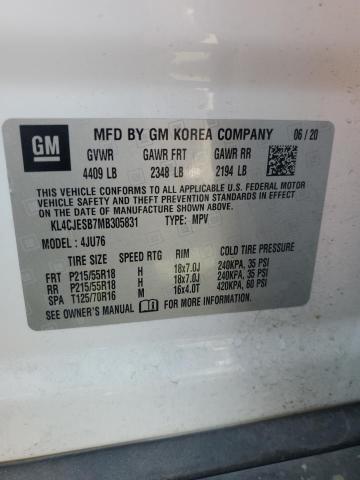 GM
MFD BY GM KOREA COMPANY 06/20
GVWR GAWR FRT GAWR RR
4409 LB 2348 LB 2194 LB
THIS VEHICLE CONFORMS TO ALL APPLICABLE U.S. FEDERAL MOTOR
VEHICLE SAFETY, BUMPER, AND THEFT PREVENTION STANDARDS IN
EFFECT ON THE DATE OF MANUFACTURE SHOWN ABOVE.
KL4CJESB7MB305831 TYPE: MPV
MODEL: 4JU76
TIRE SIZE SPEED RTG RIM COLD TIRE PRESSURE
FRT P215/55R18 H 18x7.0J 240KPA, 35 PSI
RR P215/55R18 H 18x7.0J 240KPA, 35 PSI
SPA T125/70R16 M 16x4.0T 420KPA, 60 PSI
SEE OWNER'S MANUAL FOR ADDITIONAL INFORMATION.